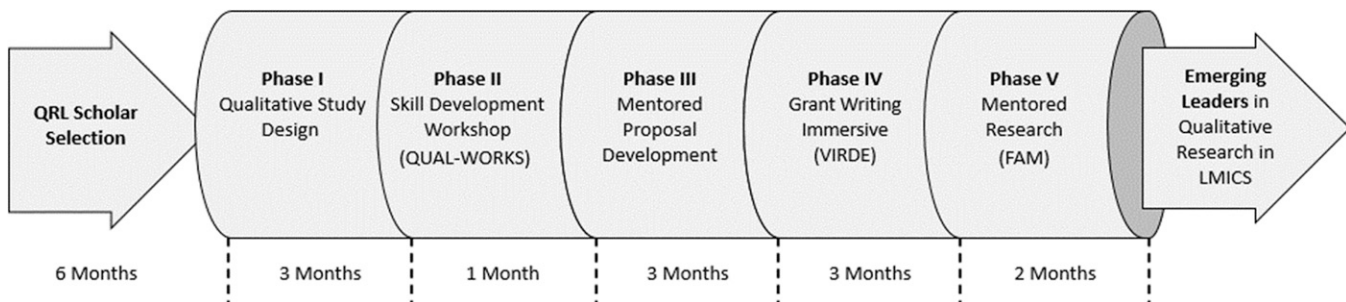 QRL Scholar
Selection
Phase I
Qualitative Study
Design
Phase II
Skill Development
Workshop
(QUAL-WORKS)
Phase III
Mentored
Proposal
Development
Phase IV
Grant Writing
Immersive
(VIRDE)
Phase V
Mentored
Research
(FAM)
Emerging
Leaders in
Qualitative
Research in
LMICS
6 Months
3 Months
1 Month
3 Months
3 Months
2 Months